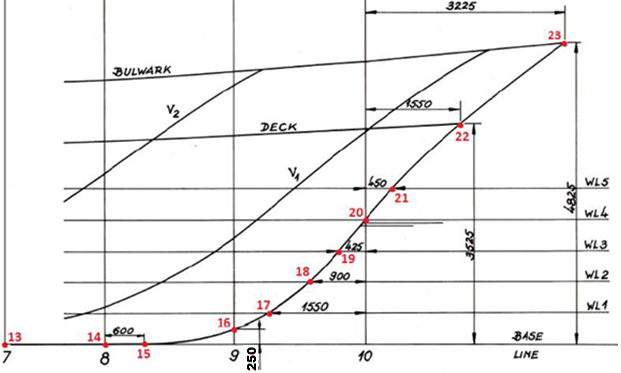 3225
23
BULWARK
V2
1550
DECK
22
V1
450
WL5
21
4825
20
WL4
3525
425
WL3
19
18
900
WL2
17
1550
WL1
16
13
14
600
15
250
BASE
LINE
7
8
9
10